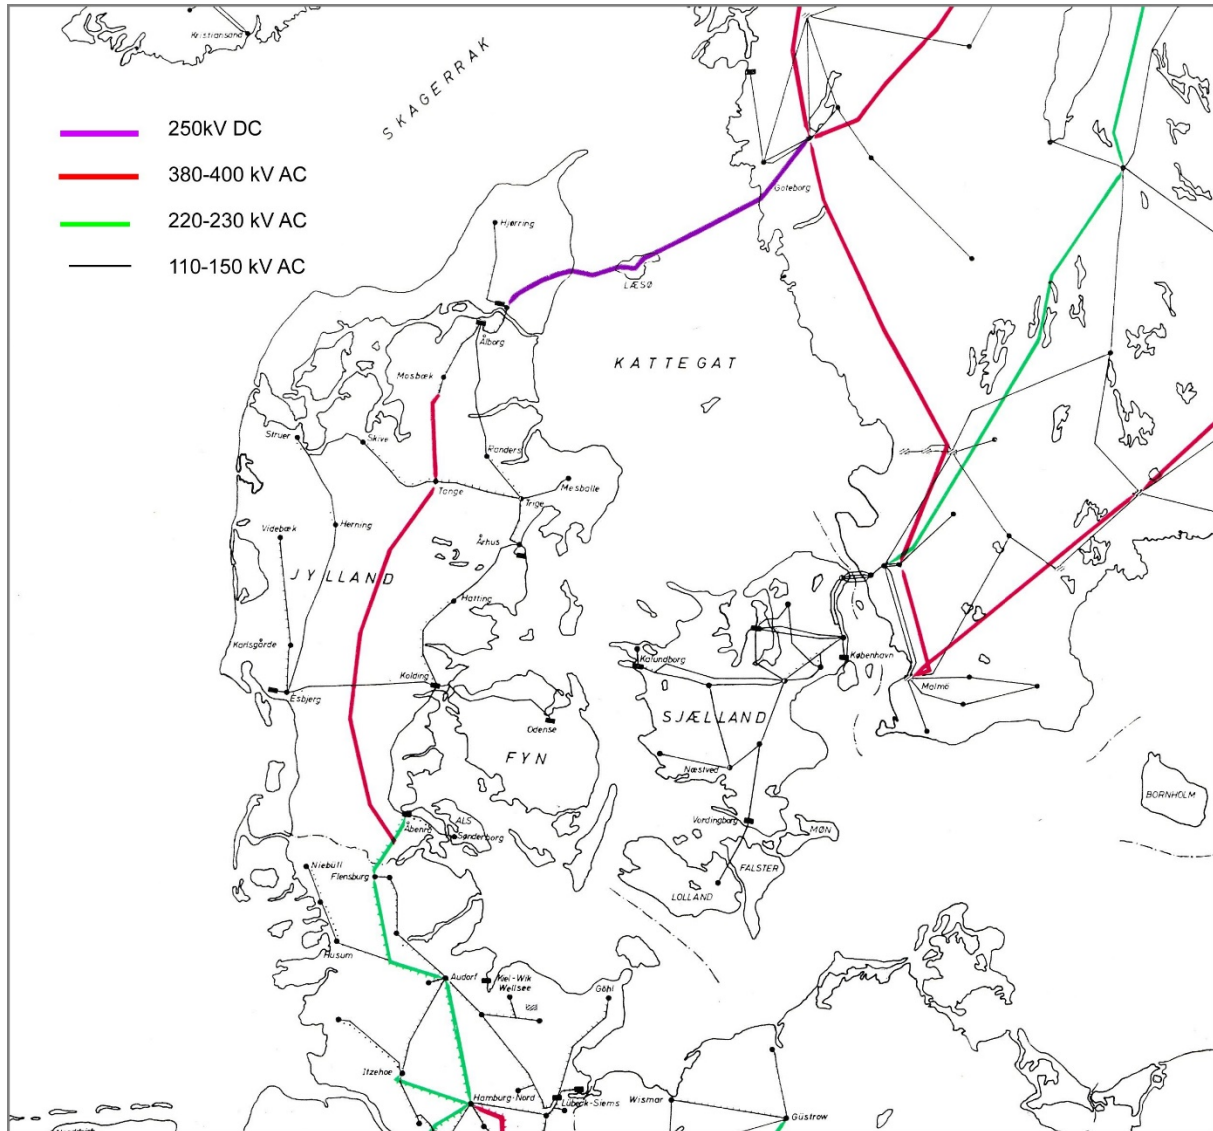 Kristiansand
SKAGERRAK
250kV DC
380-400 kV AC
220-230 kV AC
110-150 kV AC
Göteborg
Hjørring
LÆSØ
Ålborg
KATTEGAT
Mosbæk
Struer
Skive
Randers
Tange
Mesballe
Trige
Videbæk
Herning
Århus
JYLLAND
Hatting
Karlsgårde
Kalundborg
København
Kolding
Esbjerg
Malmö
SJÆLLAND
Odense
FYN
Næstved
BORNHOLM
ALS
Åbenrå
Sønderborg
Vordingborg
MØN
Niebüll
Flensburg
FALSTER
LOLLAND
Husum
Audorf
Kiel-Wik
Wellsee
Göhl
Itzehoe
Hamburg-Nord
Lübeck-Siems
Wismar
Güstrow